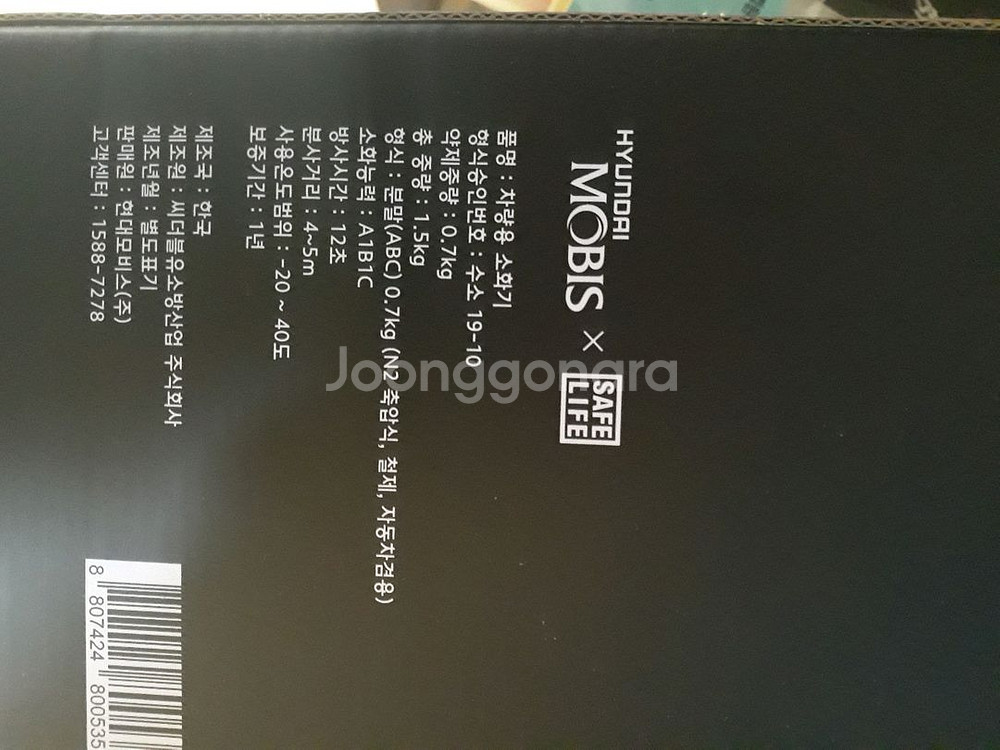 HYUNDAI
MOBIS × SAFE LIFE
품명 : 차량용 소화기
형식승인번호 : 수소 19-10
약제중량 : 0.7kg
총 중량 : 1.5kg
형식 : 분말(ABC) 0.7kg (N2 축압식, 철제, 자동차겸용)
소화능력 : A1B1C
방사시간 : 12초
분사거리 : 4~5m
사용온도범위 : -20 ~ 40도
보증기간 : 1년
제조국 : 한국
제조원 : 씨더블유소방산업 주식회사
제조년월 : 별도표기
판매원 : 현대모비스(주)
고객센터 : 1588-7278
8 807424 800535
Joonggonara